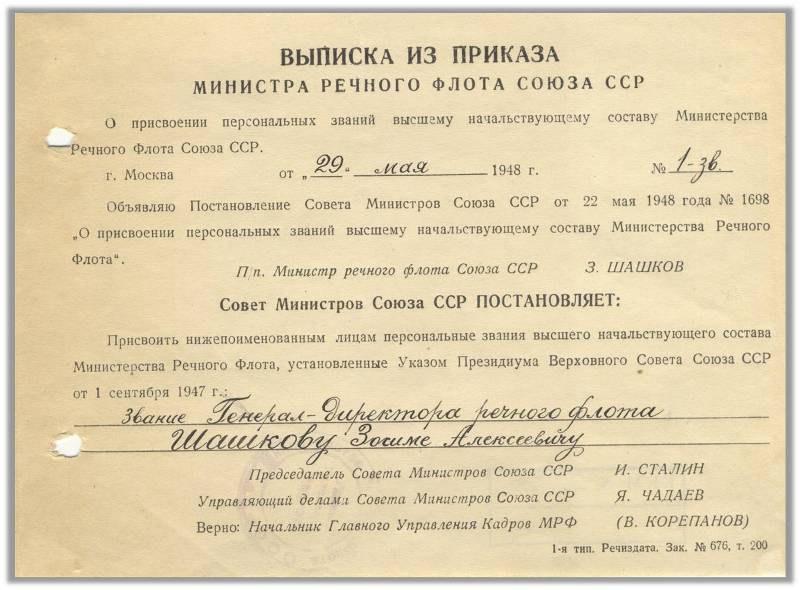 ВЫПИСКА ИЗ ПРИКАЗА
МИНИСТРА РЕЧНОГО ФЛОТА СОЮЗА ССР
О присвоении персональных званий высшему начальствующему составу Министерства
Речного Флота Союза ССР.
г. Москва от „29“ мая 1948 г. № 1-зв.
Объявляю Постановление Совета Министров Союза ССР от 22 мая 1948 года № 1698
„О присвоении персональных званий высшему начальствующему составу Министерства Речного
Флота“.
П/п. Министр речного флота Союза ССР З. ШАШКОВ
Совет Министров Союза ССР ПОСТАНОВЛЯЕТ:
Присвоить нижепоименованным лицам персональные звания высшего начальствующего состава
Министерства Речного Флота, установленные Указом Президиума Верховного Совета Союза ССР
от 1 сентября 1947 г.:
Звание Генерал-Директора речного флота
Шашкову Зосиме Алексеевичу
Председатель Совета Министров Союза ССР И. СТАЛИН
Управляющий делами Совета Министров Союза ССР Я. ЧАДАЕВ
Верно: Начальник Главного Управления Кадров МРФ (В. КОРЕПАНОВ)
1-я тип. Речиздата. Зак. № 676, т. 200